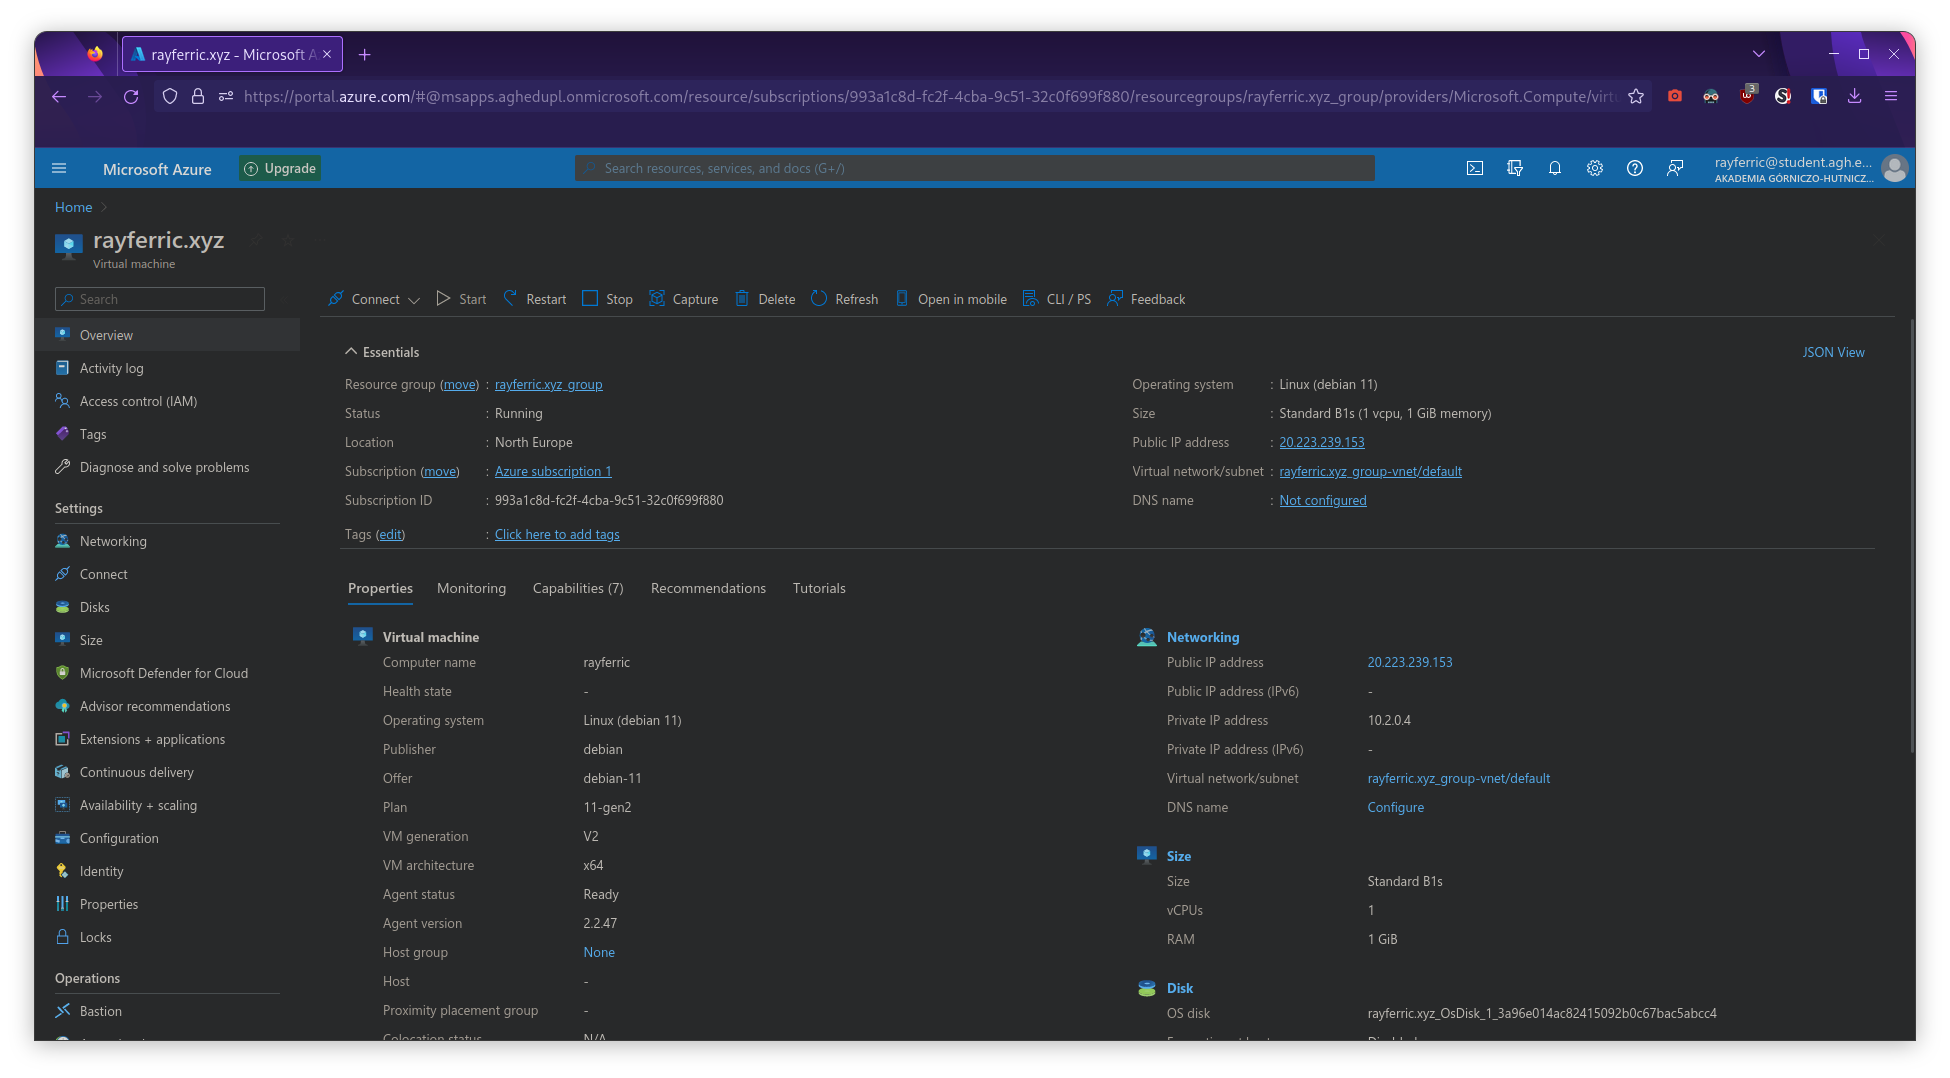 rayferric.xyz - Microsoft A
https://portal.azure.com/#@msapps.aghedupl.onmicrosoft.com/resource/subscriptions/993a1c8d-fc2f-4cba-9c51-32c0f699f880/resourcegroups/rayferric.xyz_group/providers/Microsoft.Compute/virtu
3
Microsoft Azure
Upgrade
Search resources, services, and docs (G+/)
rayferric@student.agh.e...
AKADEMIA GÓRNICZO-HUTNICZ...
Home
rayferric.xyz
Virtual machine
Search
Connect
Start
Restart
Stop
Capture
Delete
Refresh
Open in mobile
CLI / PS
Feedback
Overview
Activity log
Access control (IAM)
Tags
Diagnose and solve problems
Settings
Networking
Connect
Disks
Size
Microsoft Defender for Cloud
Advisor recommendations
Extensions + applications
Continuous delivery
Availability + scaling
Configuration
Identity
Properties
Locks
Operations
Bastion
Essentials
JSON View
Resource group (move) : rayferric.xyz_group
Status : Running
Location : North Europe
Subscription (move) : Azure subscription 1
Subscription ID : 993a1c8d-fc2f-4cba-9c51-32c0f699f880
Tags (edit) : Click here to add tags
Operating system : Linux (debian 11)
Size : Standard B1s (1 vcpu, 1 GiB memory)
Public IP address : 20.223.239.153
Virtual network/subnet : rayferric.xyz_group-vnet/default
DNS name : Not configured
Properties
Monitoring
Capabilities (7)
Recommendations
Tutorials
Virtual machine
Computer name rayferric
Health state -
Operating system Linux (debian 11)
Publisher debian
Offer debian-11
Plan 11-gen2
VM generation V2
VM architecture x64
Agent status Ready
Agent version 2.2.47
Host group None
Host -
Proximity placement group -
Colocation status N/A
Networking
Public IP address 20.223.239.153
Public IP address (IPv6) -
Private IP address 10.2.0.4
Private IP address (IPv6) -
Virtual network/subnet rayferric.xyz_group-vnet/default
DNS name Configure
Size
Size Standard B1s
vCPUs 1
RAM 1 GiB
Disk
OS disk rayferric.xyz_OsDisk_1_3a96e014ac82415092b0c67bac5abcc4